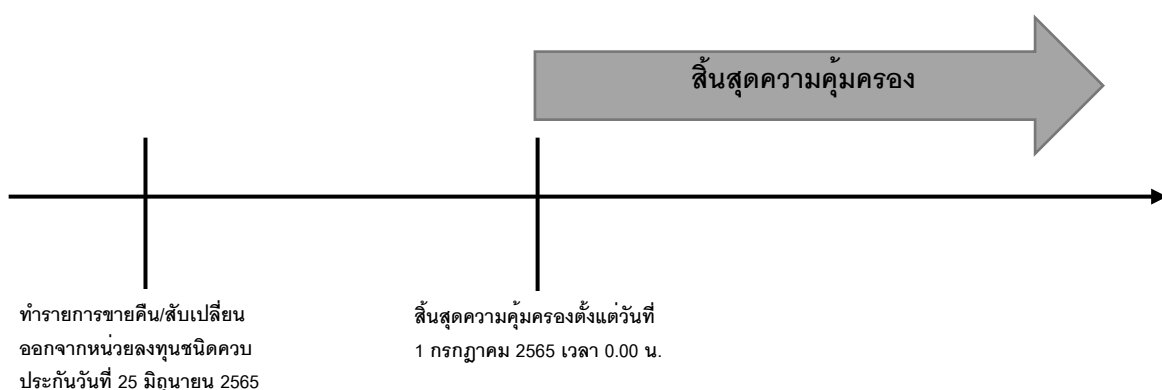 สิ้นสุดความคุ้มครอง
ทำรายการขายคืน/สับเปลี่ยน
ออกจากหน่วยลงทุนชนิดควบ
ประกันวันที่ 25 มิถุนายน 2565
สิ้นสุดความคุ้มครองตั้งแต่วันที่
1 กรกฎาคม 2565 เวลา 0.00 น.